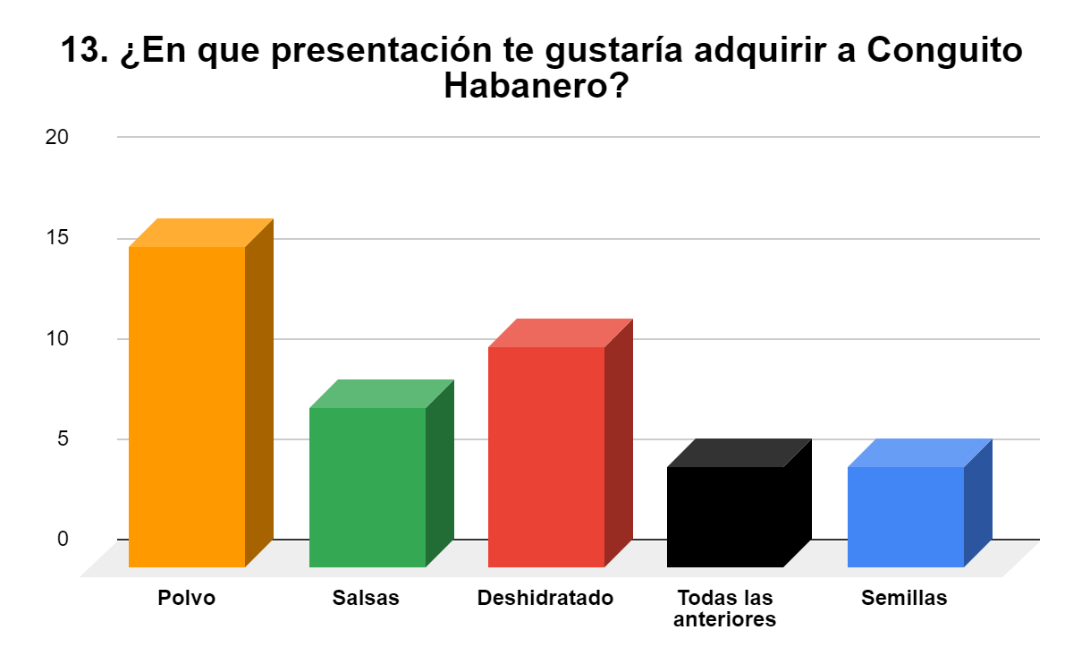 13. ¿En que presentación te gustaría adquirir a Conguito
Habanero?
20
15
10
5
0
Polvo
Salsas
Deshidratado
Todas las
anteriores
Semillas